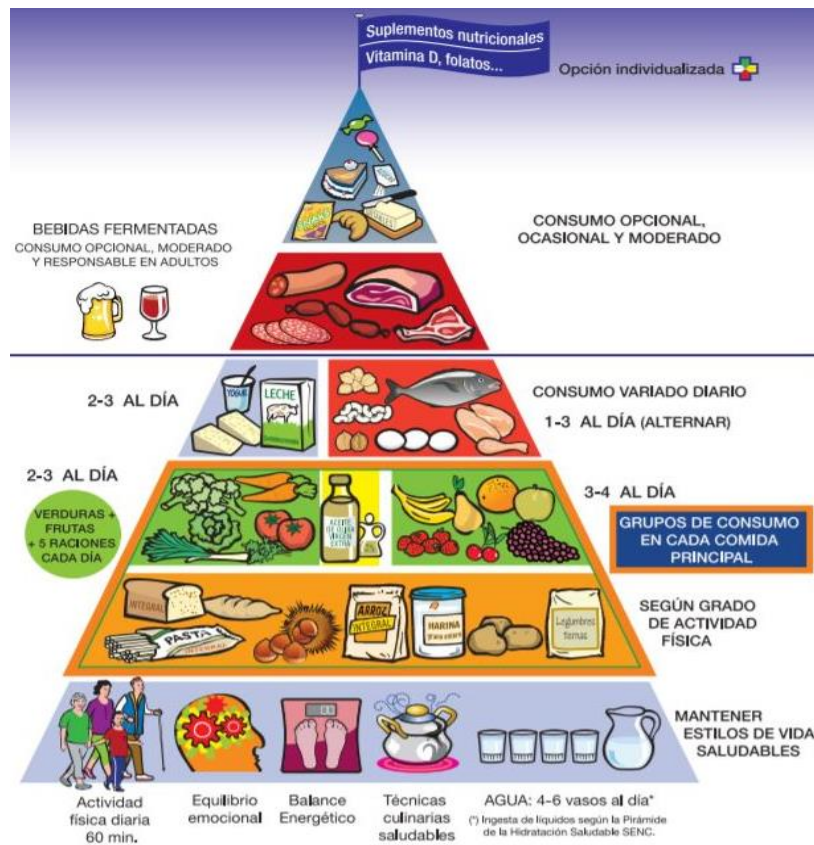 Suplementos nutricionales
Vitamina D, folatos...
Opción individualizada
BEBIDAS FERMENTADAS
CONSUMO OPCIONAL, MODERADO
Y RESPONSABLE EN ADULTOS
CONSUMO OPCIONAL,
OCASIONAL Y MODERADO
2-3 AL DÍA
YOGUR
LECHE
CONSUMO VARIADO DIARIO
1-3 AL DÍA (ALTERNAR)
2-3 AL DÍA
VERDURAS +
FRUTAS
+ 5 RACIONES
CADA DÍA
ACEITE
DE OLIVA
VIRGEN
EXTRA
3-4 AL DÍA
GRUPOS DE CONSUMO
EN CADA COMIDA
PRINCIPAL
INTEGRAL
PASTA
INTEGRAL
ARROZ
INTEGRAL
HARINA
Legumbres
tiernas
SEGÚN GRADO
DE ACTIVIDAD
FÍSICA
MANTENER
ESTILOS DE VIDA
SALUDABLES
Actividad
física diaria
60 min.
Equilibrio
emocional
Balance
Energético
Técnicas
culinarias
saludables
AGUA: 4-6 vasos al día*
(*) Ingesta de líquidos según la Pirámide
de la Hidratación Saludable SENC.